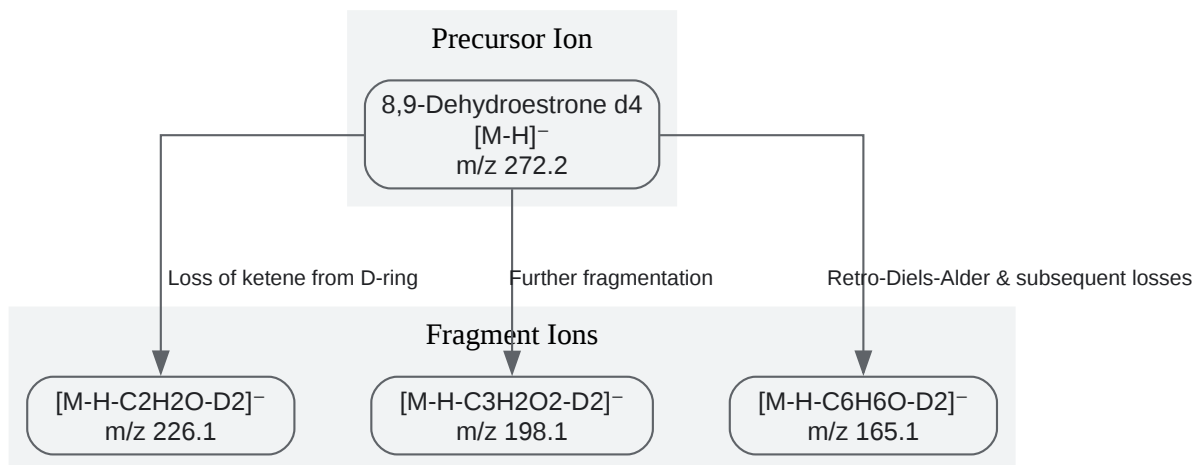 Precursor Ion
8,9-Dehydroestrone d4
[M-H]⁻
m/z 272.2
Loss of ketene from D-ring
Further fragmentation
Retro-Diels-Alder & subsequent losses
Fragment Ions
[M-H-C2H2O-D2]⁻
m/z 226.1
[M-H-C3H2O2-D2]⁻
m/z 198.1
[M-H-C6H6O-D2]⁻
m/z 165.1